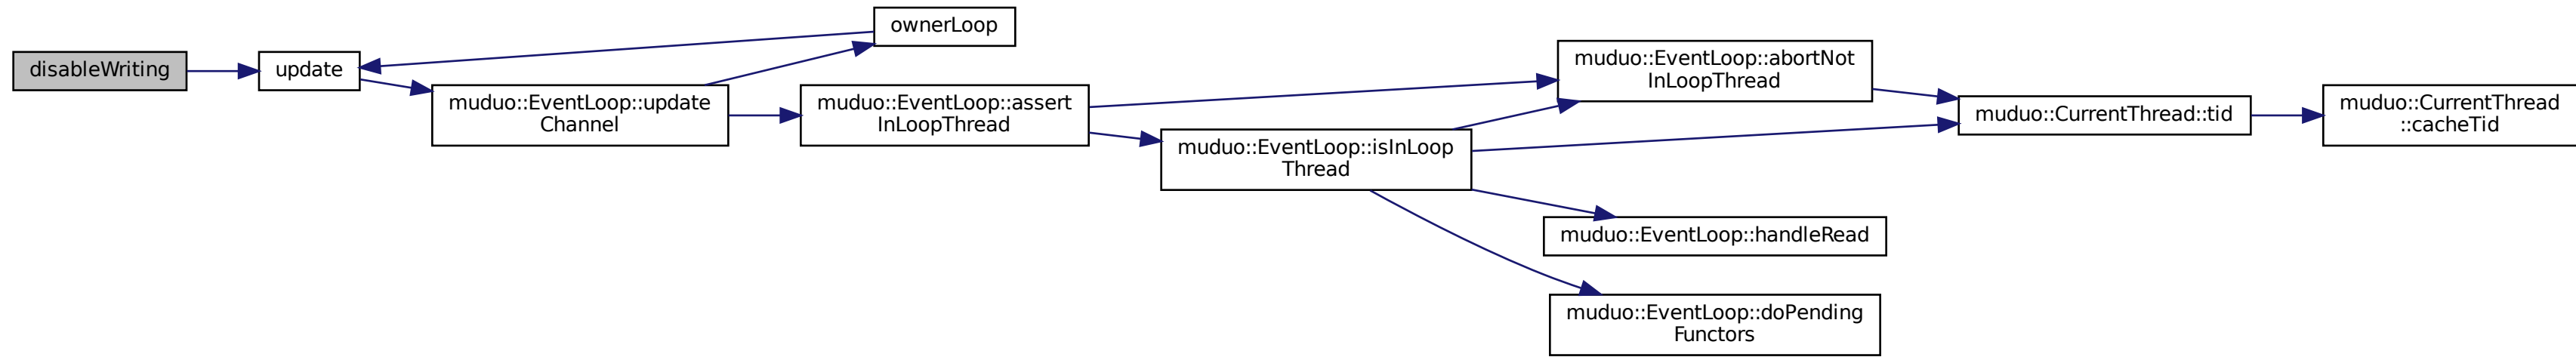 disableWriting
update
muduo::EventLoop::update
Channel
ownerLoop
muduo::EventLoop::assert
InLoopThread
muduo::EventLoop::isInLoop
Thread
muduo::EventLoop::abortNot
InLoopThread
muduo::EventLoop::handleRead
muduo::EventLoop::doPending
Functors
muduo::CurrentThread::tid
muduo::CurrentThread
::cacheTid